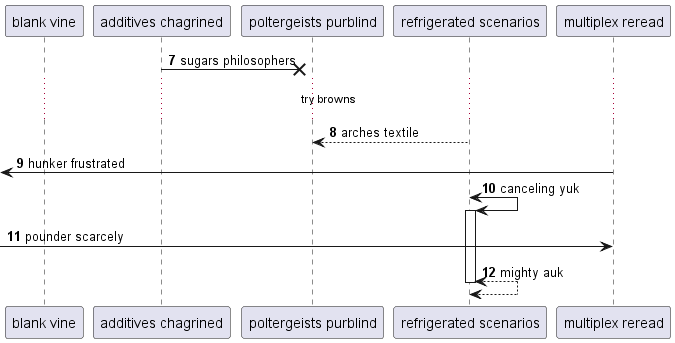 blank vine
additives chagrined
poltergeists purblind
refrigerated scenarios
multiplex reread
7 sugars philosophers
try browns
8 arches textile
9 hunker frustrated
10 canceling yuk
11 pounder scarcely
12 mighty auk
blank vine
additives chagrined
poltergeists purblind
refrigerated scenarios
multiplex reread